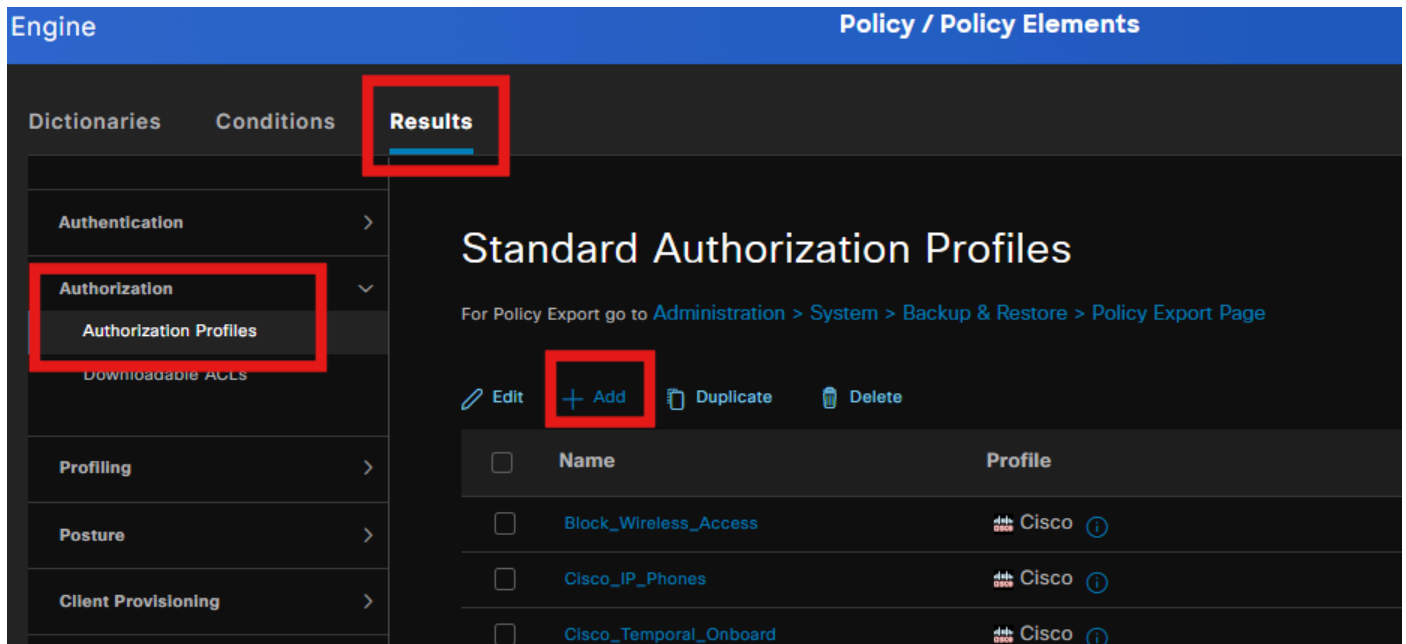 Engine
Policy / Policy Elements
Dictionaries Conditions Results
Authentication
Authorization
Authorization Profiles
Downloadable ACLs
Profiling
Posture
Client Provisioning
Standard Authorization Profiles
For Policy Export go to Administration > System > Backup & Restore > Policy Export Page
Edit Add Duplicate Delete
Name Profile
Block_Wireless_Access Cisco
Cisco_IP_Phones Cisco
Cisco_Temporal_Onboard Cisco